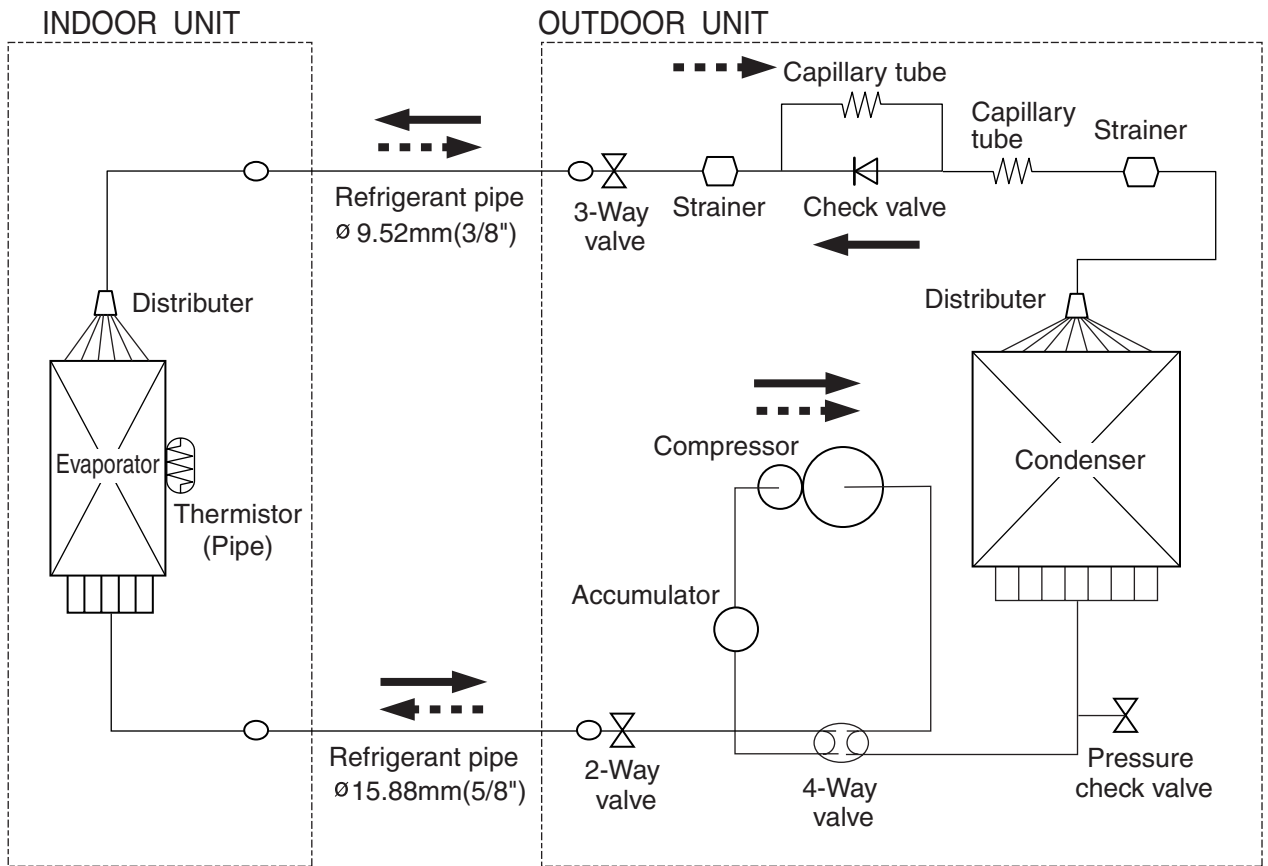 INDOOR UNIT
OUTDOOR UNIT
Capillary tube
Capillary
tube
Strainer
Refrigerant pipe
ø 9.52mm(3/8")
3-Way
valve
Strainer
Check valve
Distributer
Distributer
Evaporator
Thermistor
(Pipe)
Compressor
Condenser
Accumulator
Refrigerant pipe
ø 15.88mm(5/8")
2-Way
valve
4-Way
valve
Pressure
check valve